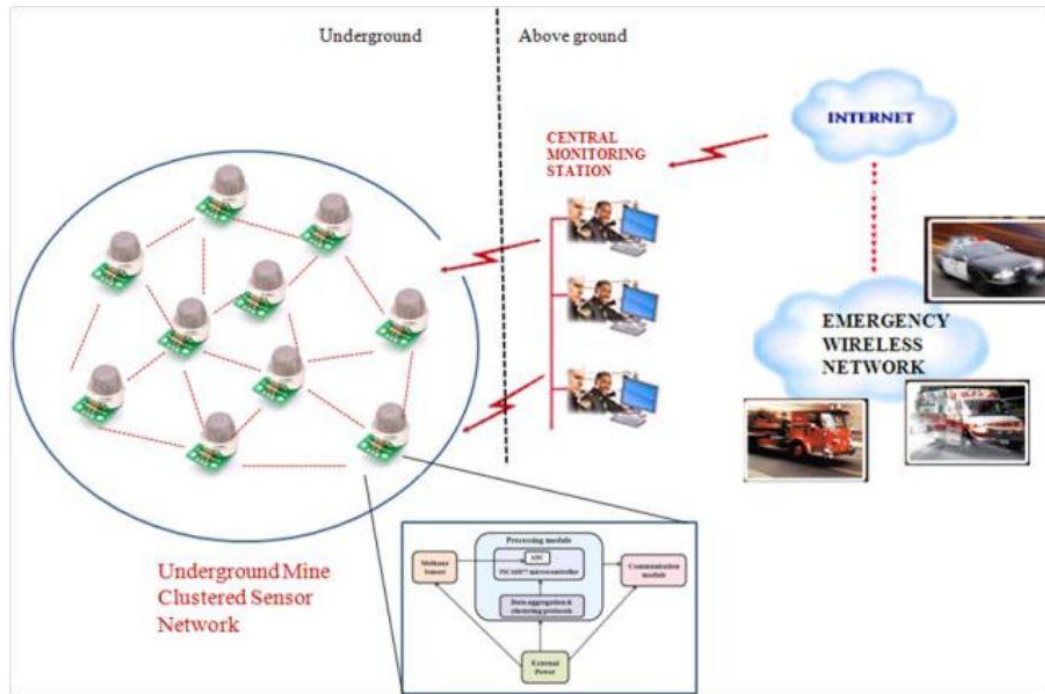 Underground
Above ground
INTERNET
CENTRAL
MONITORING
STATION
EMERGENCY
WIRELESS
NETWORK
Underground Mine
Clustered Sensor
Network
Processing module
ADC
microcontroller
Methane
Sensor
Communication
module
Data aggregation &
clustering protocols
External
Power